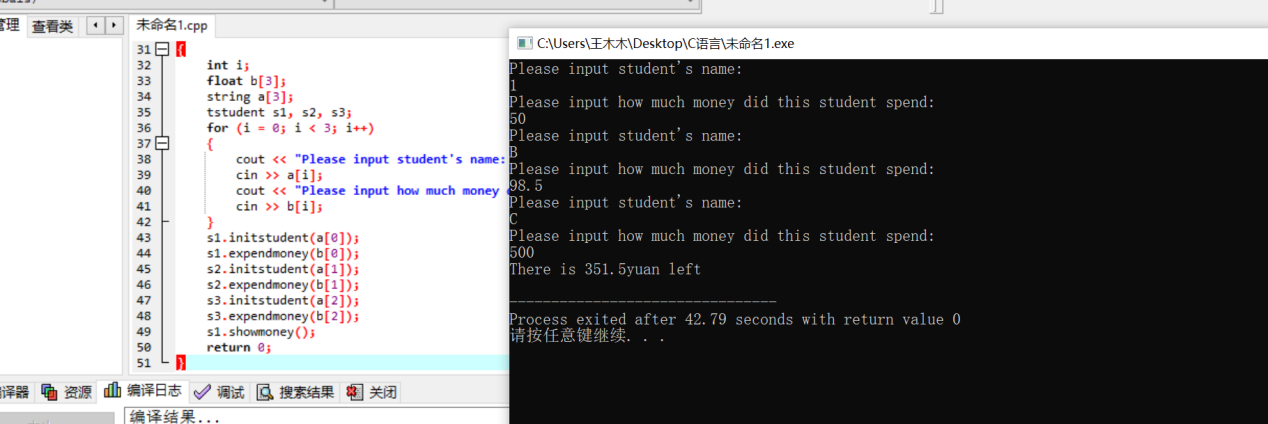 管理 查看类
未命名1.cpp
31 {
32 int i;
33 float b[3];
34 string a[3];
35 tstudent s1, s2, s3;
36 for (i = 0; i < 3; i++)
37 {
38 cout << "Please input student's name:
39 cin >> a[i];
40 cout << "Please input how much money
41 cin >> b[i];
42 }
43 s1.initstudent(a[0]);
44 s1.expendmoney(b[0]);
45 s2.initstudent(a[1]);
46 s2.expendmoney(b[1]);
47 s3.initstudent(a[2]);
48 s3.expendmoney(b[2]);
49 s1.showmoney();
50 return 0;
51 }
编译器 资源 编译日志 调试 搜索结果 关闭
编译结果...
C:\Users\王木木\Desktop\C语言\未命名1.exe
Please input student's name:
1
Please input how much money did this student spend:
50
Please input student's name:
B
Please input how much money did this student spend:
98.5
Please input student's name:
C
Please input how much money did this student spend:
500
There is 351.5yuan left
--------------------------------
Process exited after 42.79 seconds with return value 0
请按任意键继续. . .